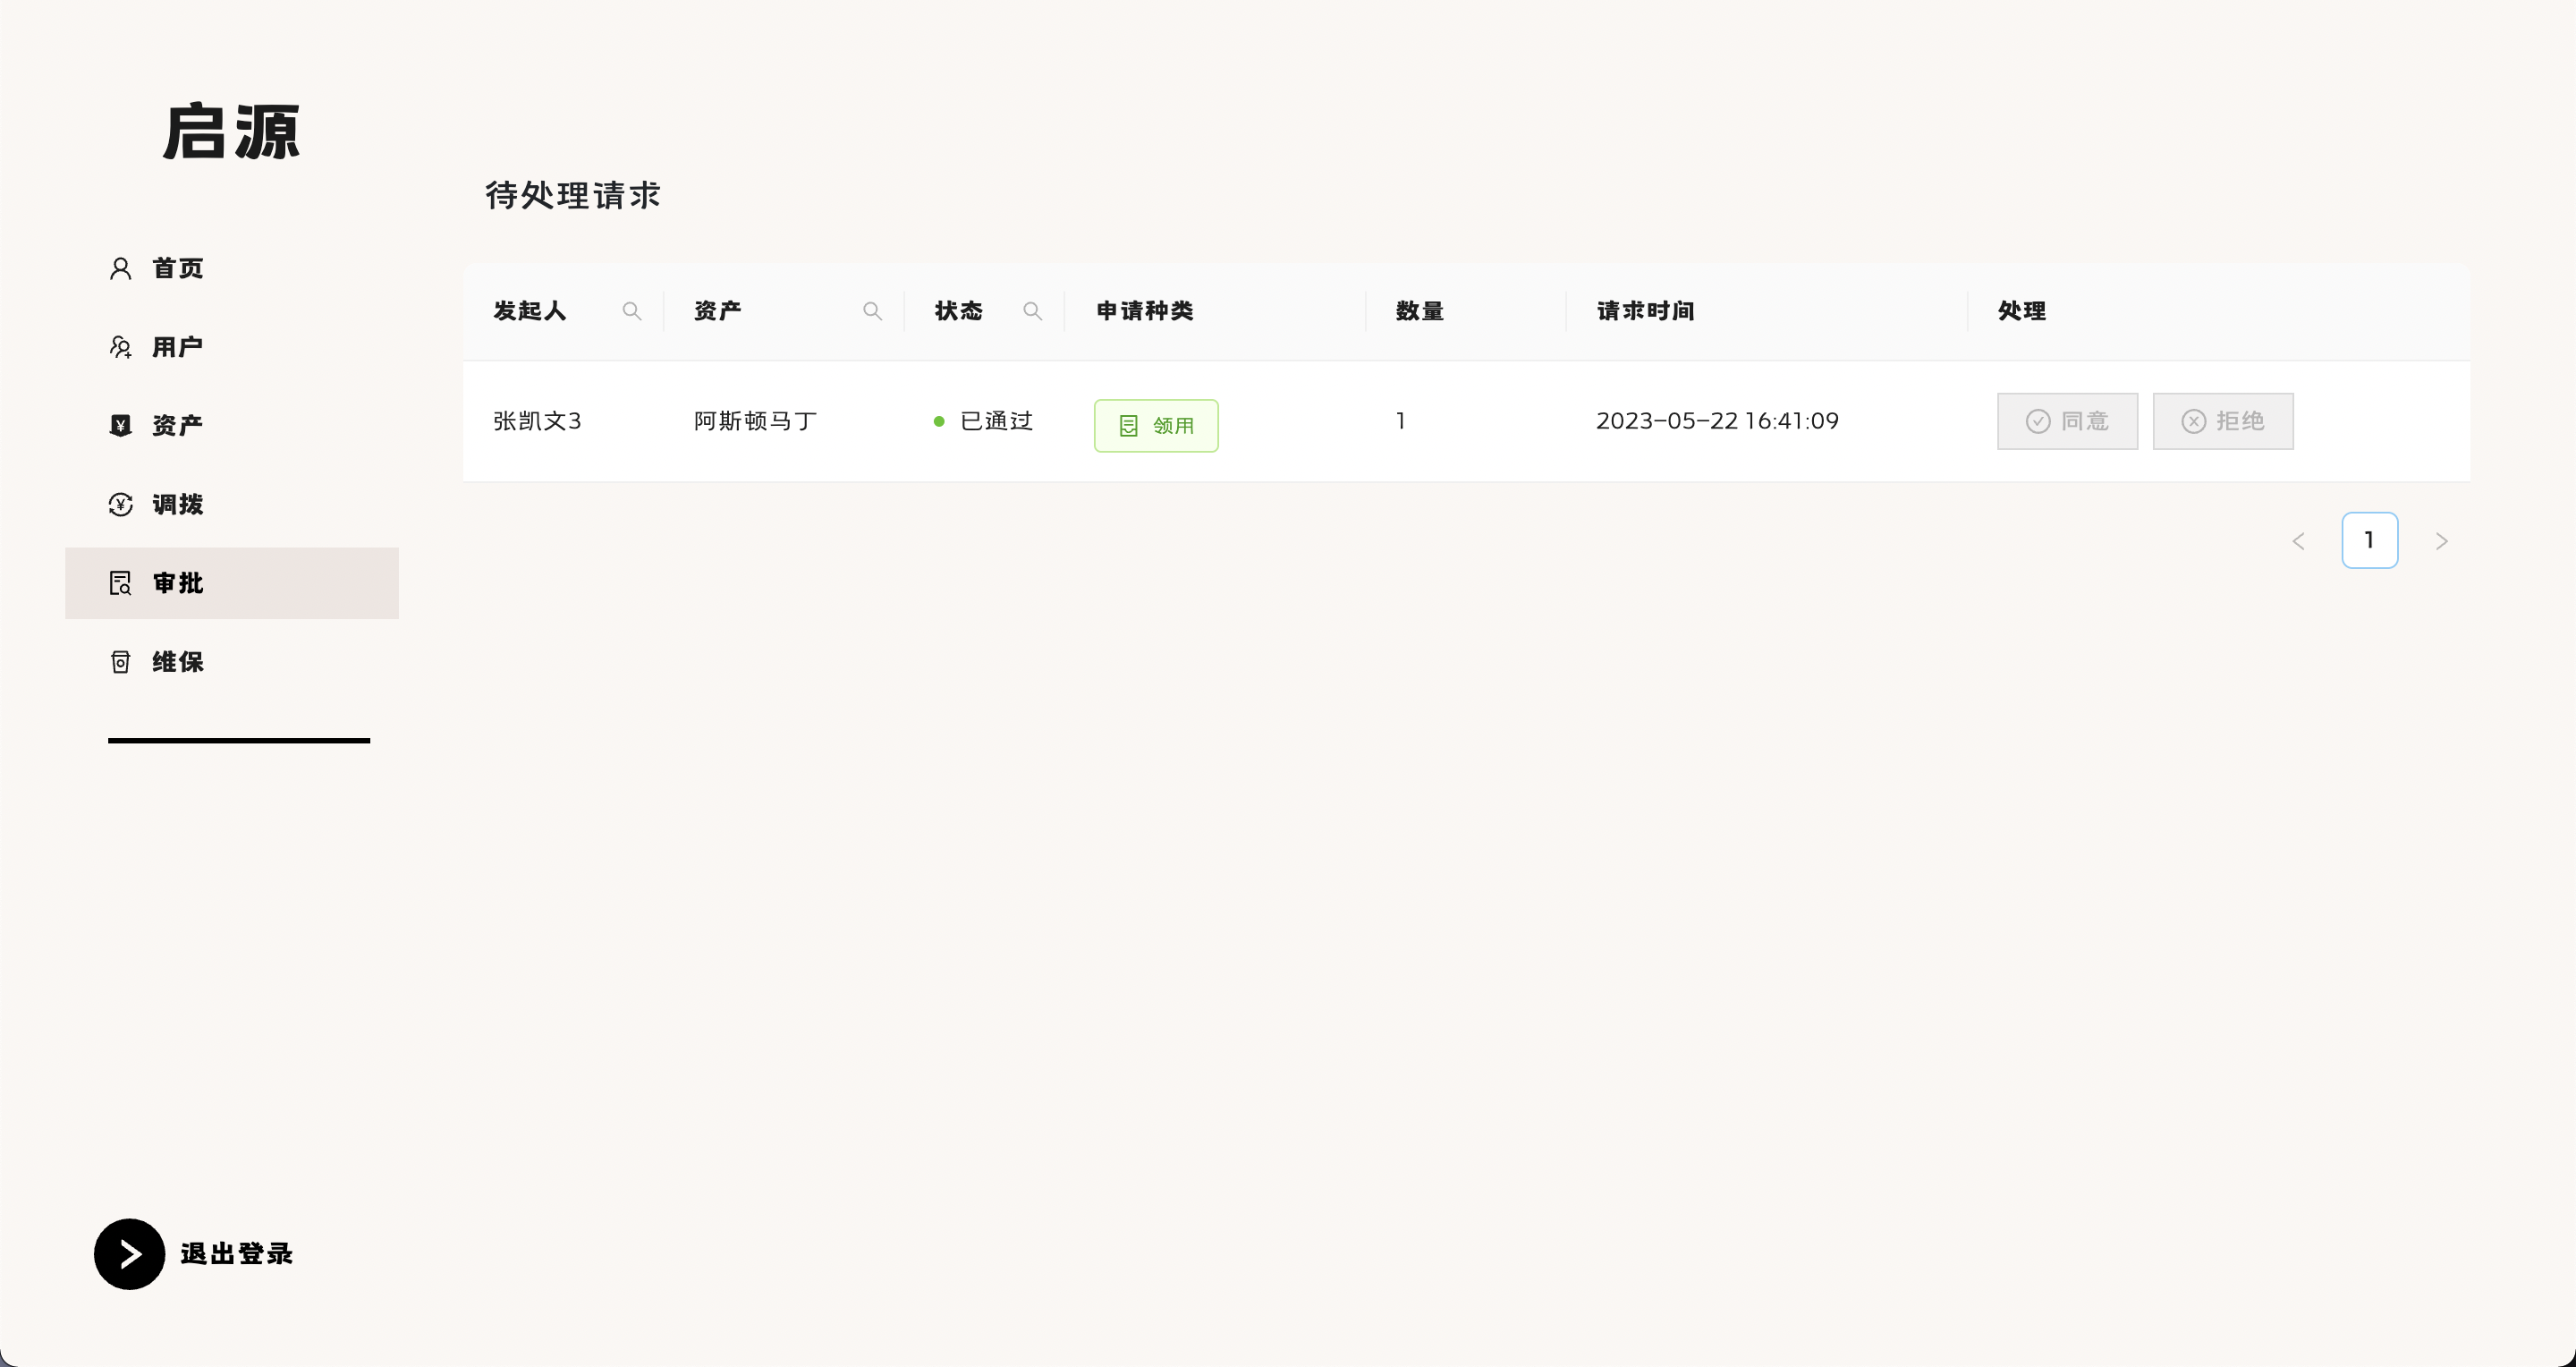 启源
首页
用户
资产
调拨
审批
维保
退出登录
待处理请求
发起人 资产 状态 申请种类 数量 请求时间 处理
张凯文3 阿斯顿马丁 已通过 领用 1 2023-05-22 16:41:09 同意 拒绝
1